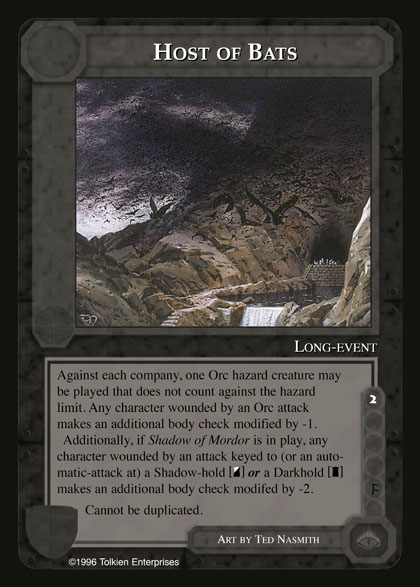 HOST OF BATS
LONG-EVENT
Against each company, one Orc hazard creature may
be played that does not count against the hazard
limit. Any character wounded by an Orc attack
makes an additional body check modified by -1.
Additionally, if Shadow of Mordor is in play, any
character wounded by an attack keyed to (or an auto-
matic-attack at) a Shadow-hold [] or a Darkhold []
makes an additional body check modifed by -2.
Cannot be duplicated.
2
ART BY TED NASMITH
©1996 Tolkien Enterprises